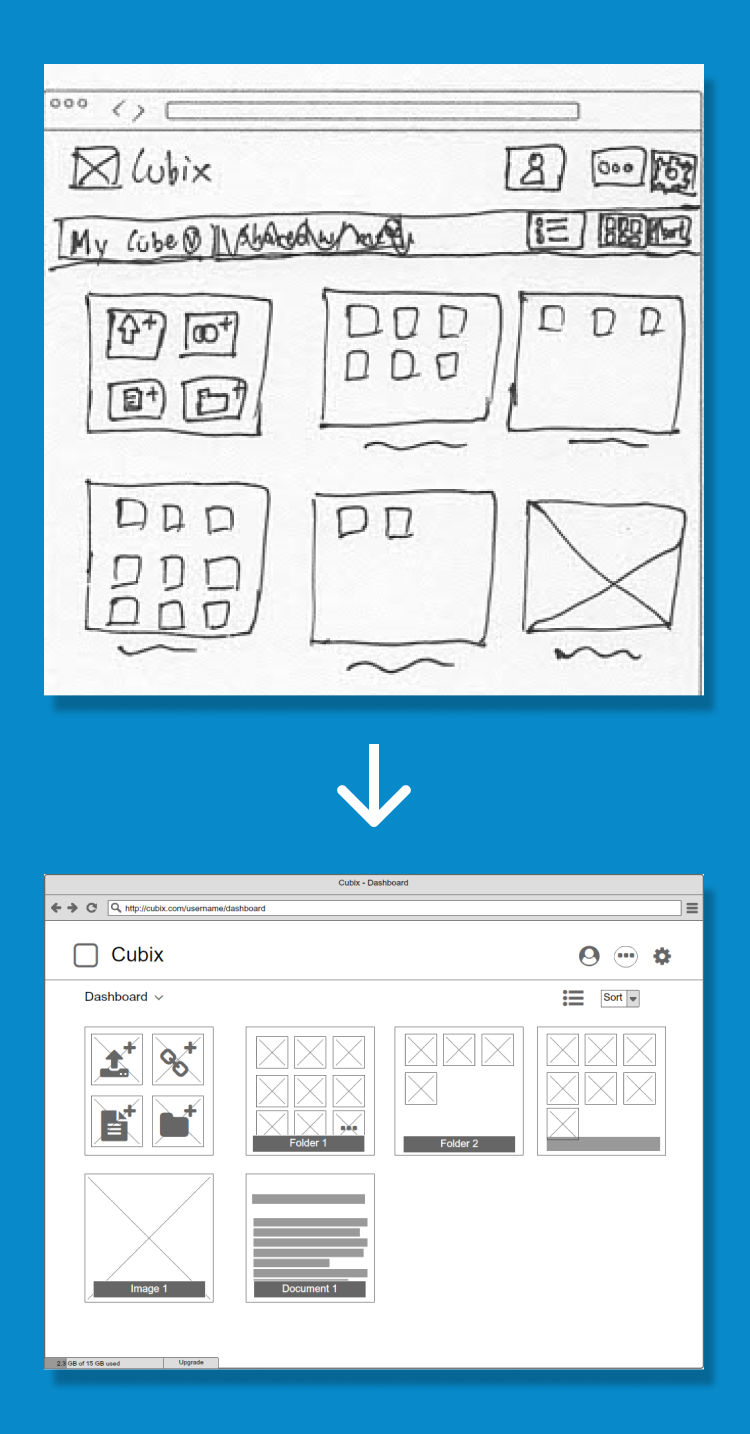 Cubix
My Cube
Sort
Cubix - Dashboard
http://cubix.com/username/dashboard
Cubix
Dashboard
Sort
Folder 1
Folder 2
Image 1
Document 1
2.3 GB of 15 GB used
Upgrade